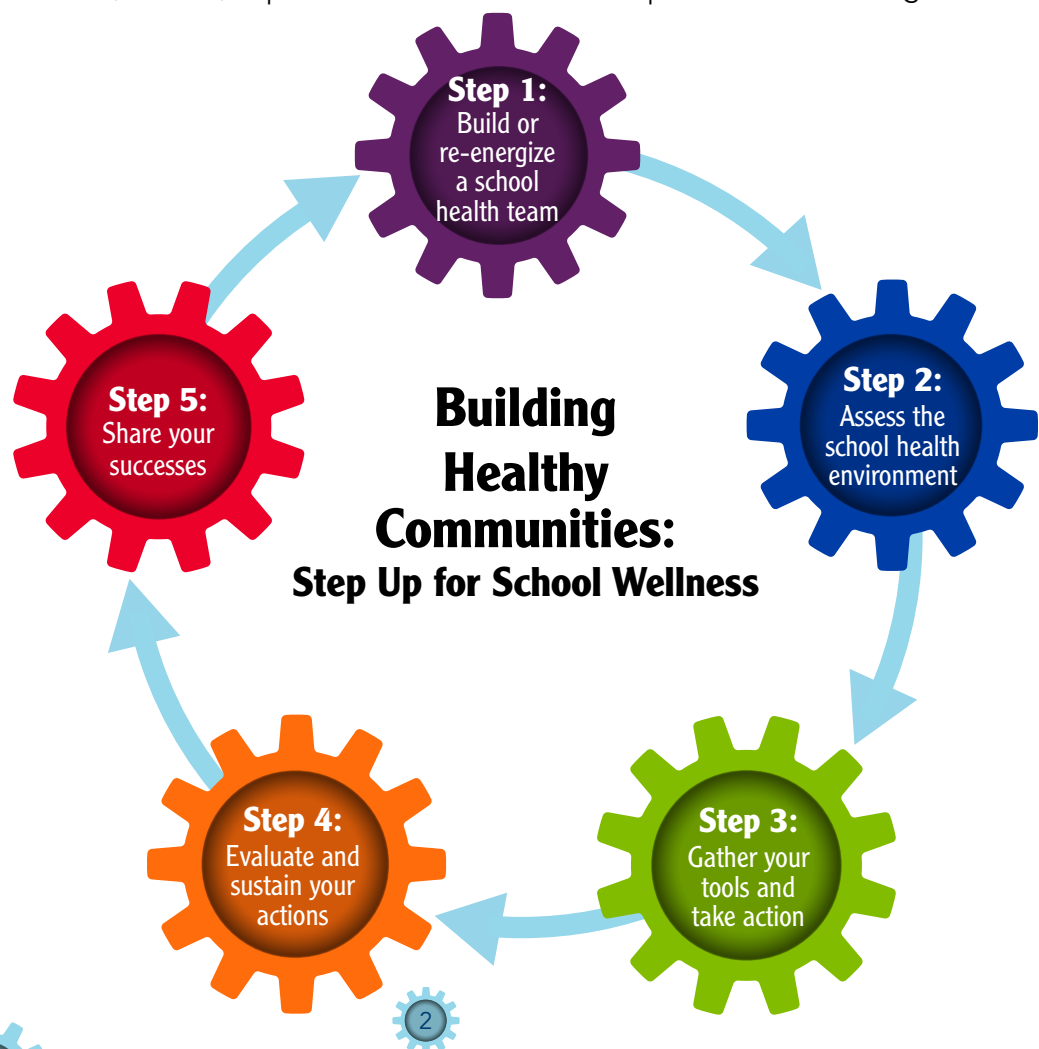 Step 1:
Build or
re-energize
a school
health team
Step 2:
Assess the
school health
environment
Step 3:
Gather your
tools and
take action
Step 4:
Evaluate and
sustain your
actions
Step 5:
Share your
successes
Building
Healthy
Communities:
Step Up for School Wellness
2